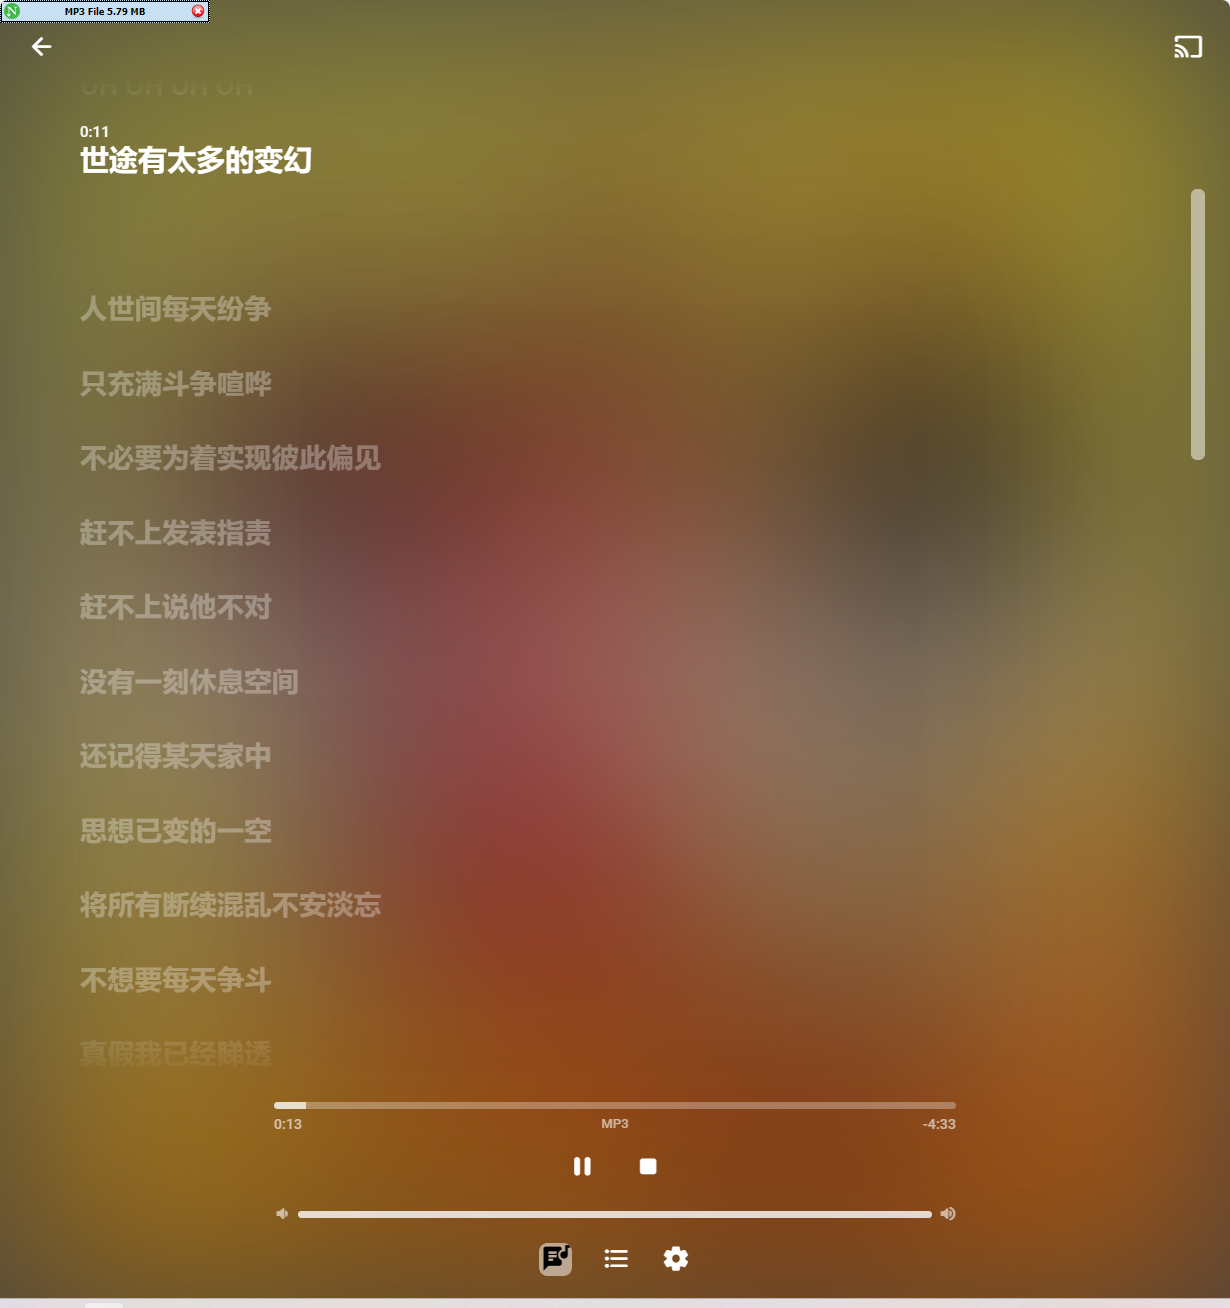 MP3 File 5.79 MB
OH OH OH OH
0:11
世途有太多的变幻
人世间每天纷争
只充满斗争喧哗
不必要为着实现彼此偏见
赶不上发表指责
赶不上说他不对
没有一刻休息空间
还记得某天家中
思想已变的一空
将所有断续混乱不安淡忘
不想要每天争斗
真假我已经睇透
0:13 MP3 -4:33